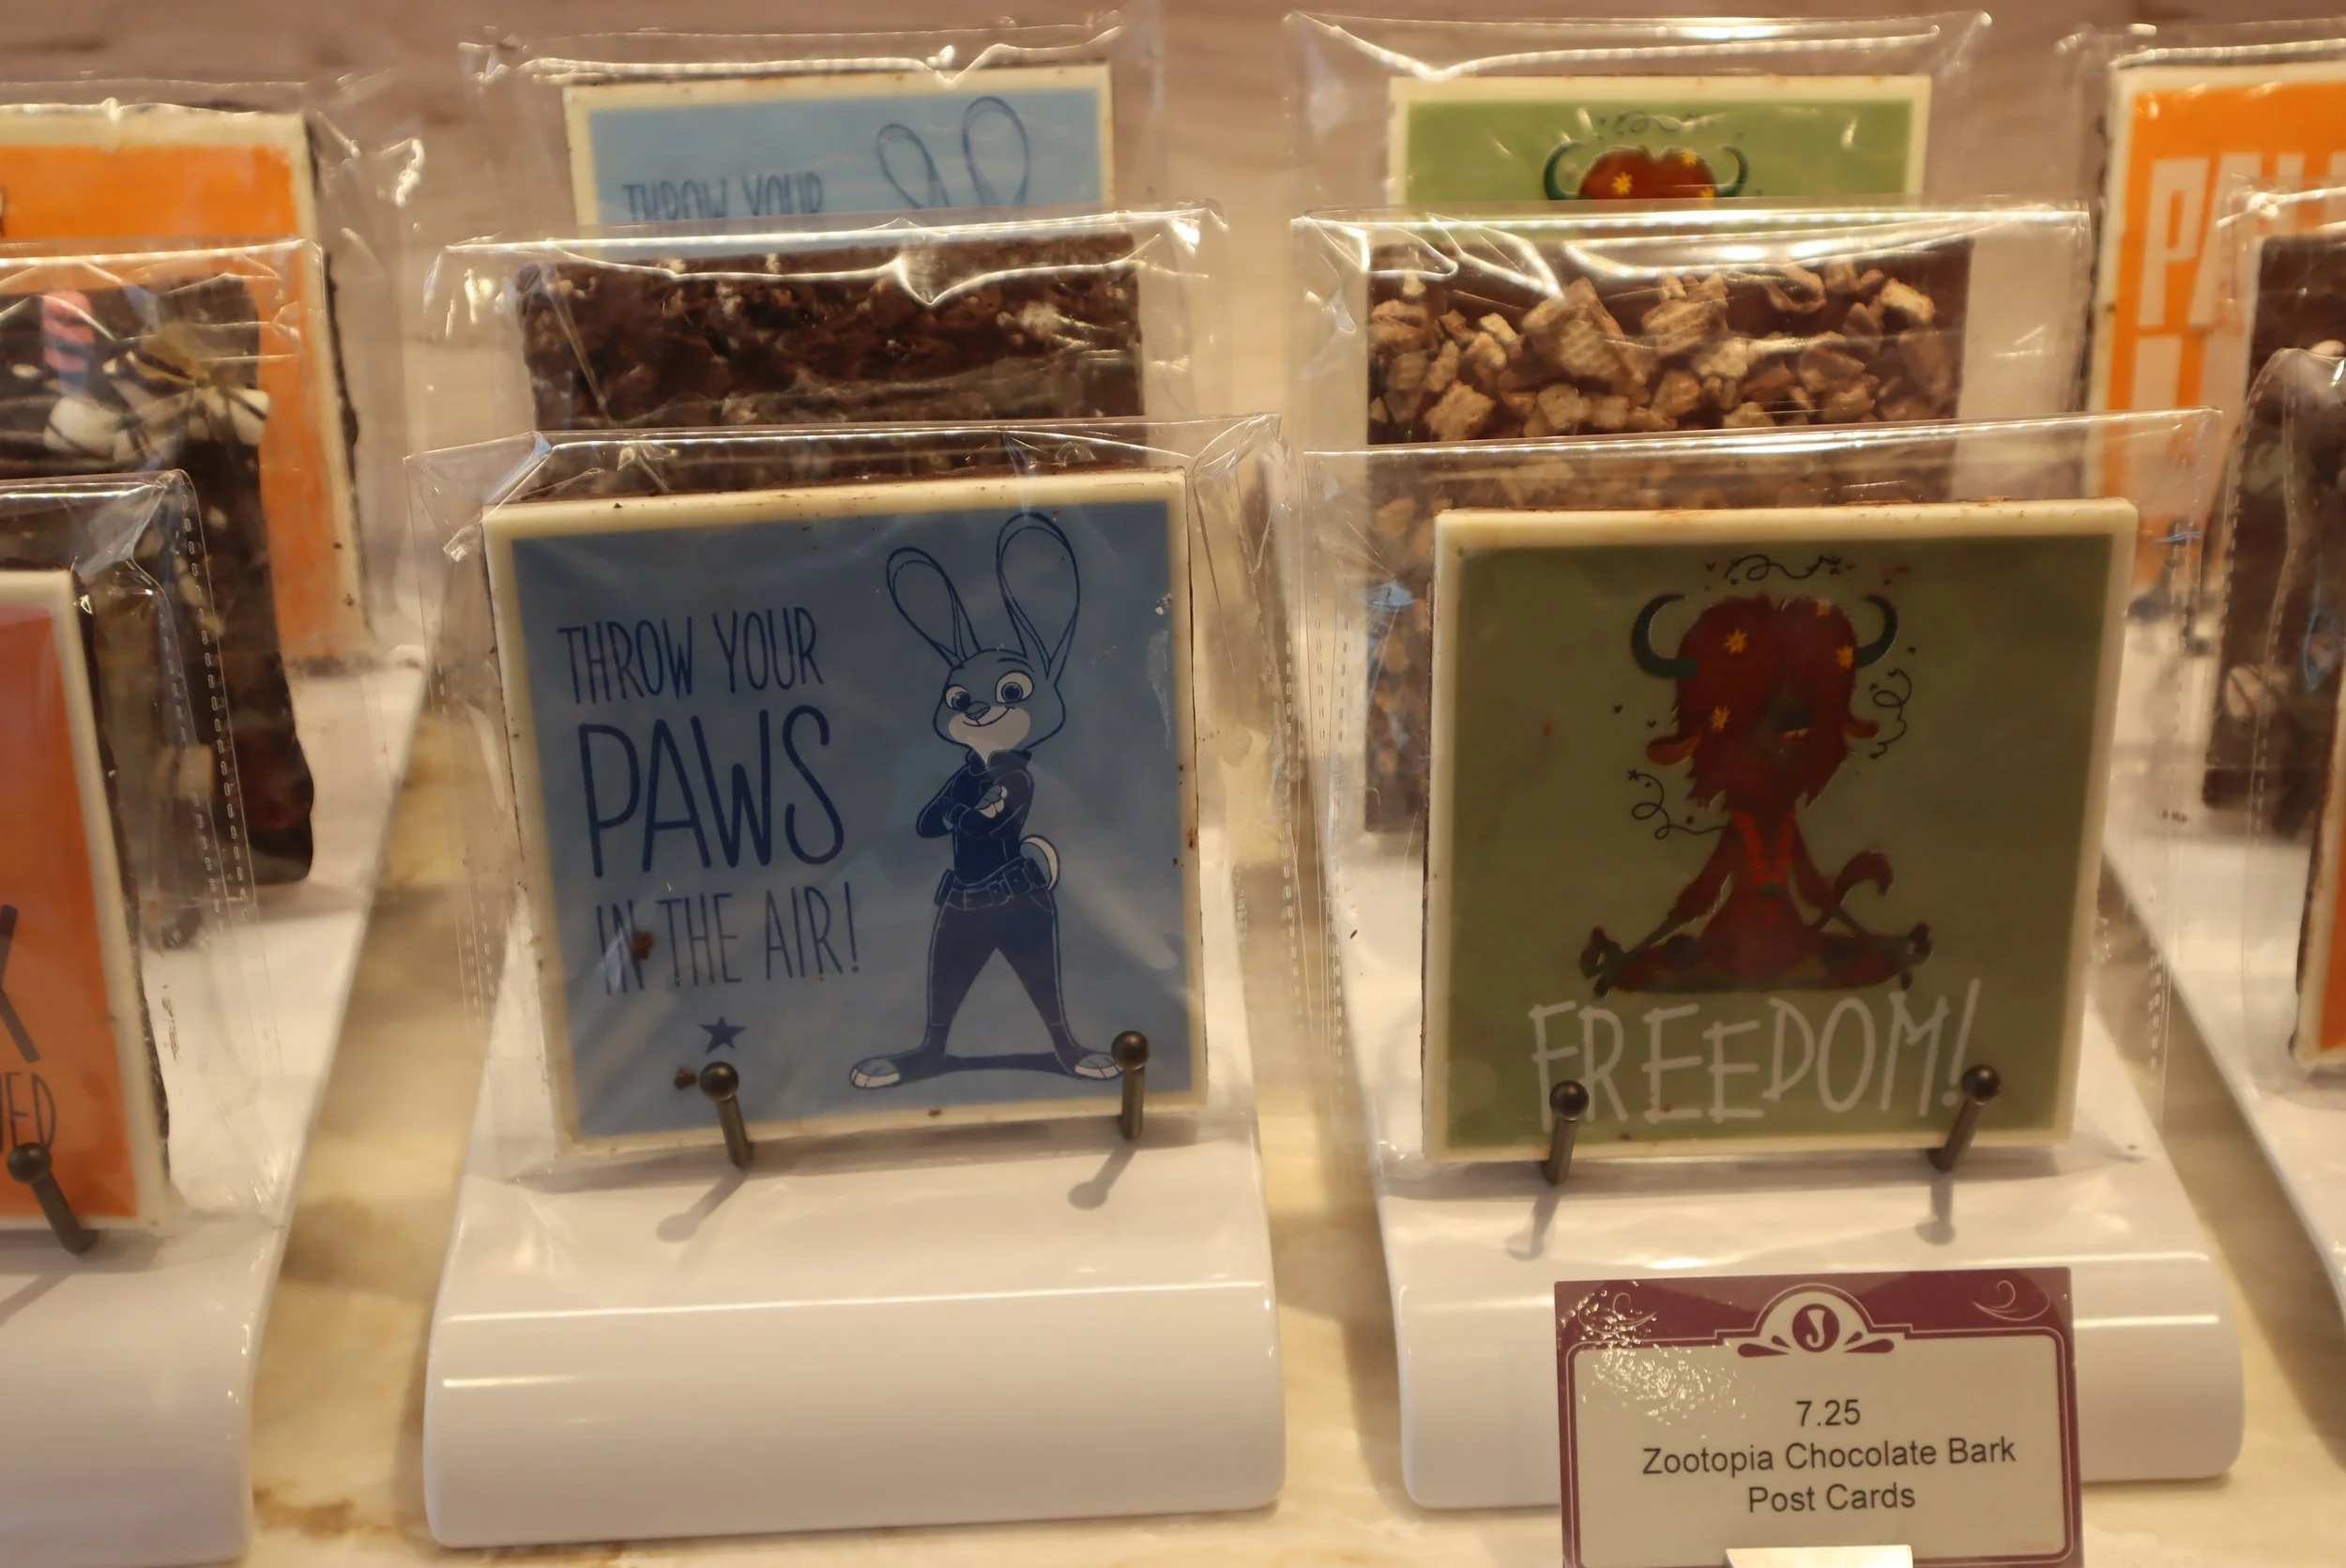 THROW YOUR
THROW YOUR
PAWS
IN THE AIR!
FREEDOM!
J
7.25
Zootopia Chocolate Bark
Post Cards